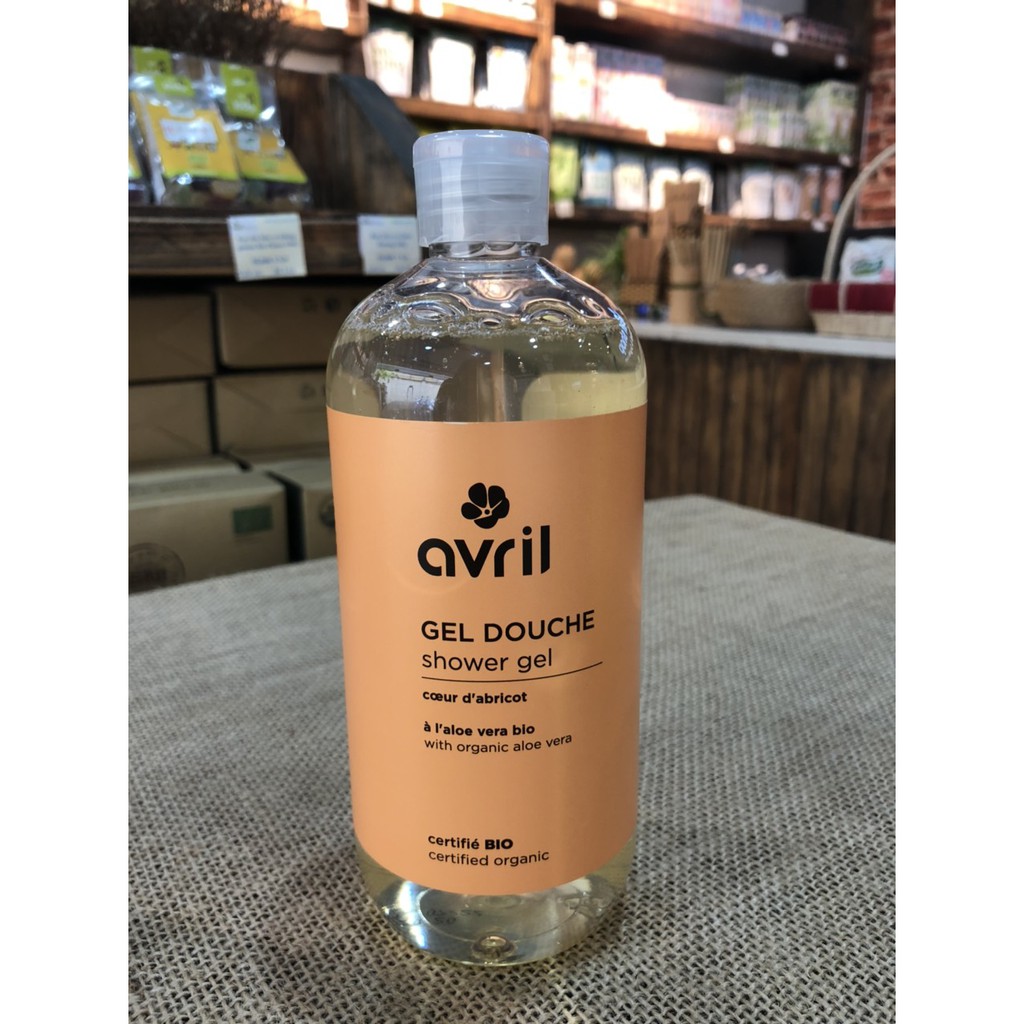 avril
GEL DOUCHE
shower gel
cœur d'abricot
à l'aloe vera bio
with organic aloe vera
certifié BIO
certified organic